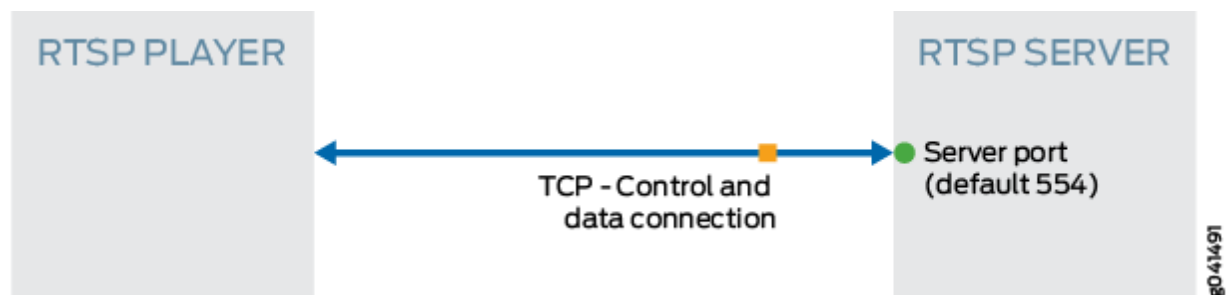 RTSP PLAYER
RTSP SERVER
Server port
(default 554)
TCP - Control and
data connection
g041491